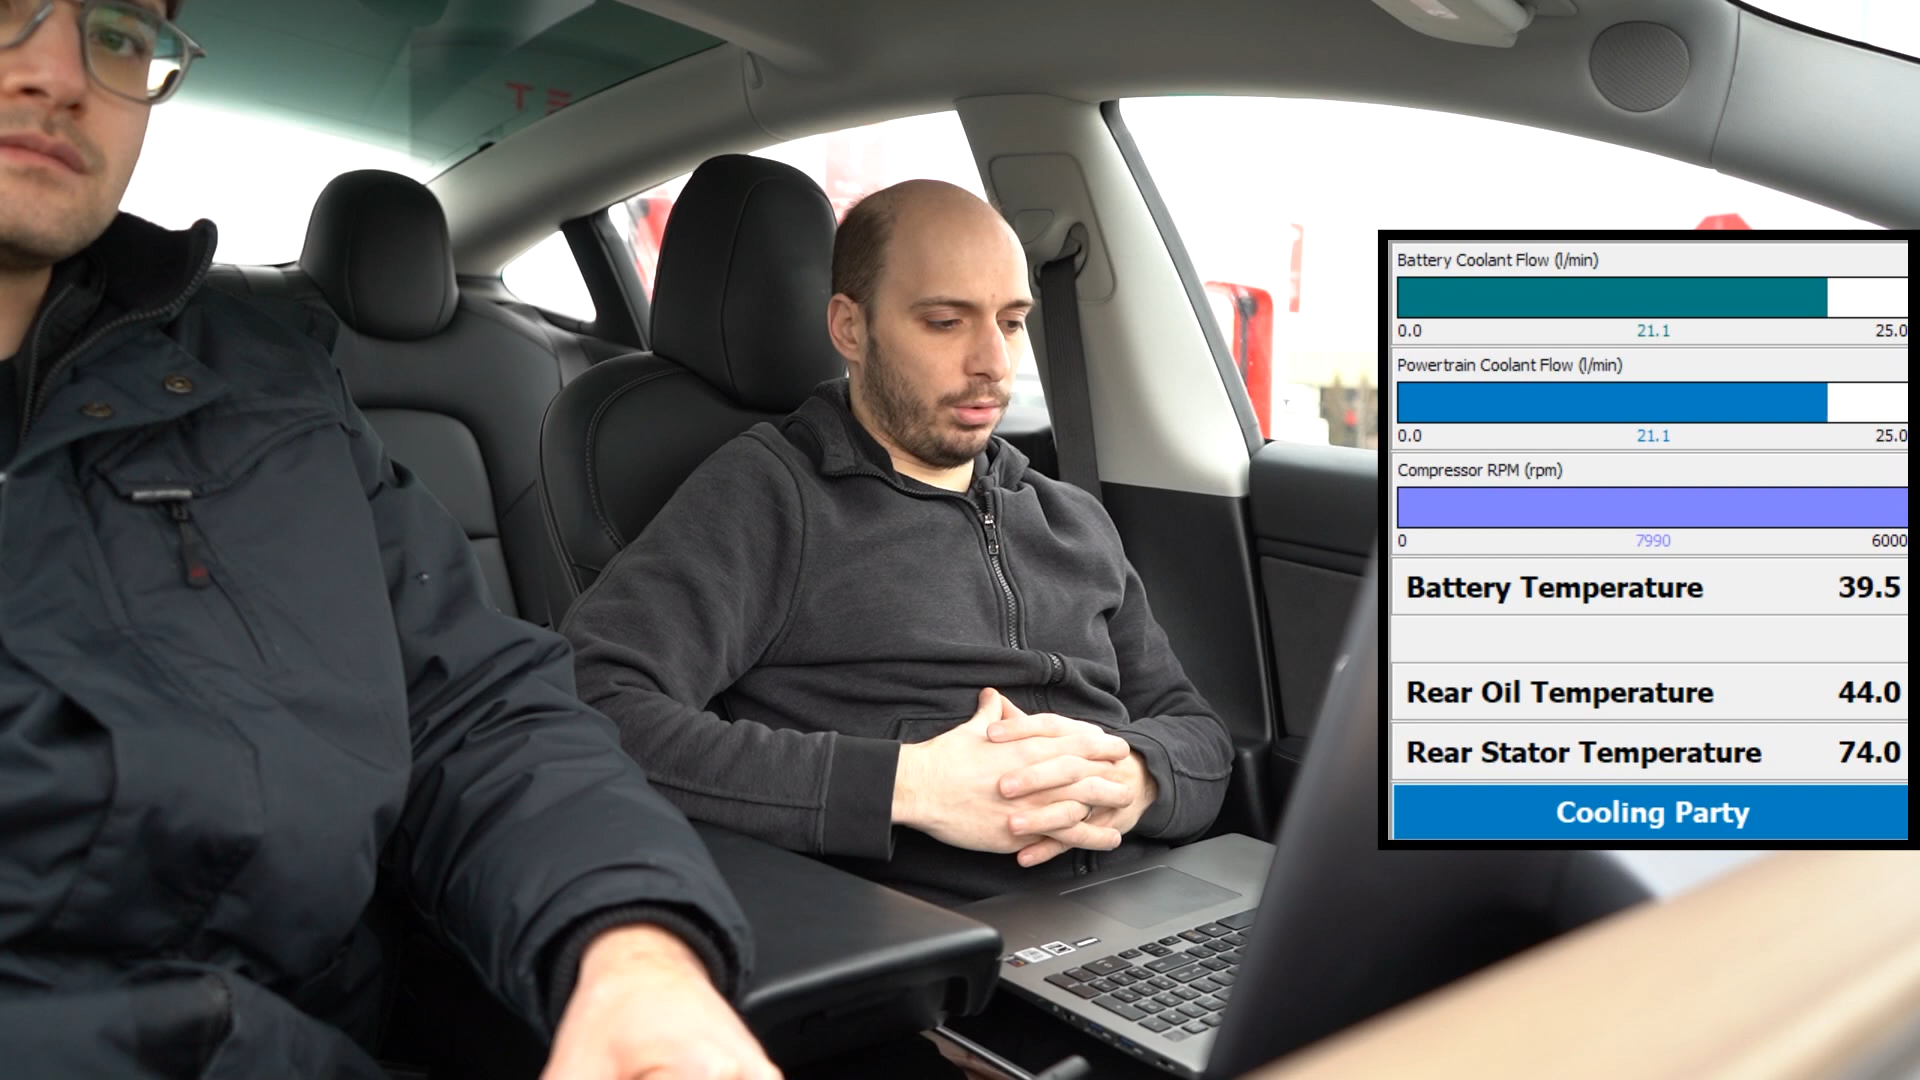 TE
Battery Coolant Flow (l/min)
0.0 21.1 25.0
Powertrain Coolant Flow (l/min)
0.0 21.1 25.0
Compressor RPM (rpm)
0 7990 6000
Battery Temperature 39.5
Rear Oil Temperature 44.0
Rear Stator Temperature 74.0
Cooling Party